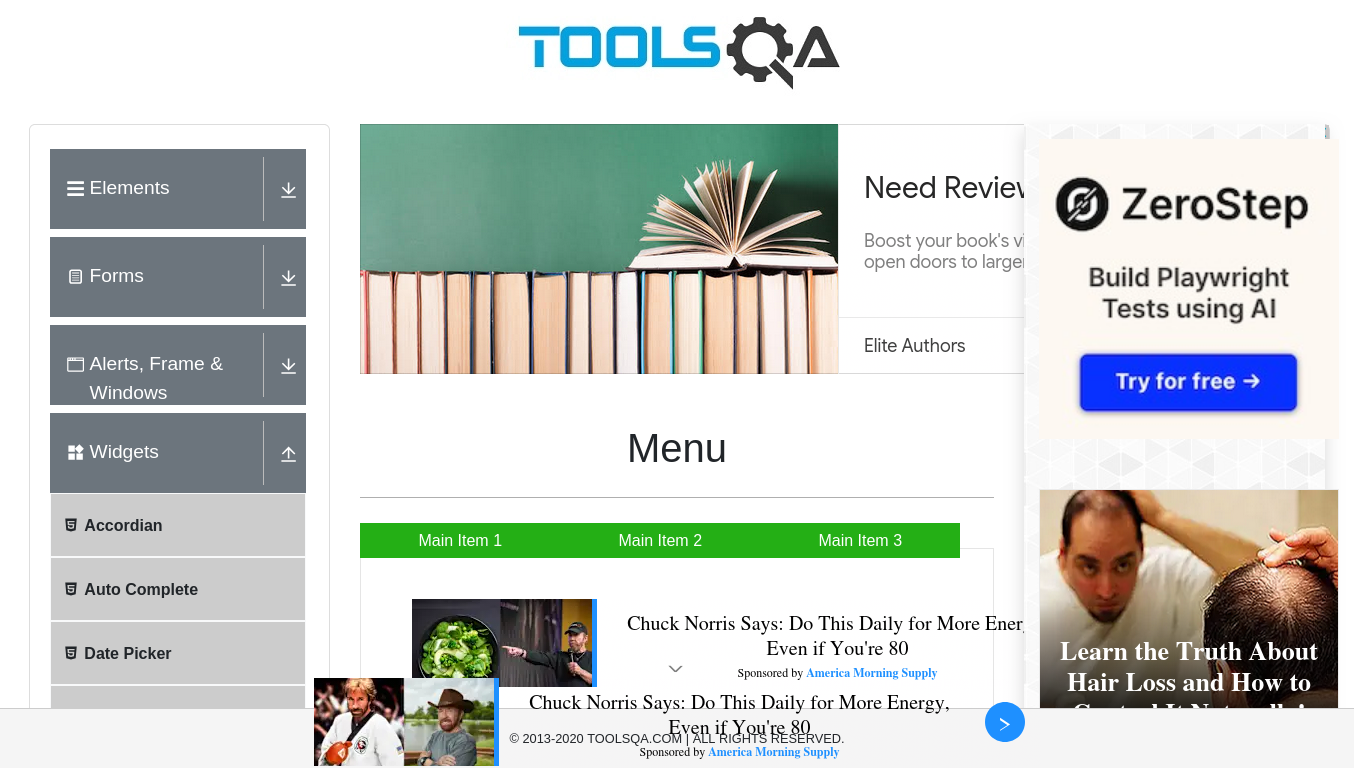 TOOLSQA
Elements
Forms
Alerts, Frame &
Windows
Widgets
Accordian
Auto Complete
Date Picker
Need Review
Boost your book's vi
open doors to larger
Elite Authors
Menu
Main Item 1
Main Item 2
Main Item 3
Chuck Norris Says: Do This Daily for More Energ
Even if You're 80
Sponsored by America Morning Supply
Chuck Norris Says: Do This Daily for More Energy,
Even if You're 80
Sponsored by America Morning Supply
© 2013-2020 TOOLSQA.COM | ALL RIGHTS RESERVED.
ZeroStep
Build Playwright
Tests using AI
Try for free →
Learn the Truth About
Hair Loss and How to